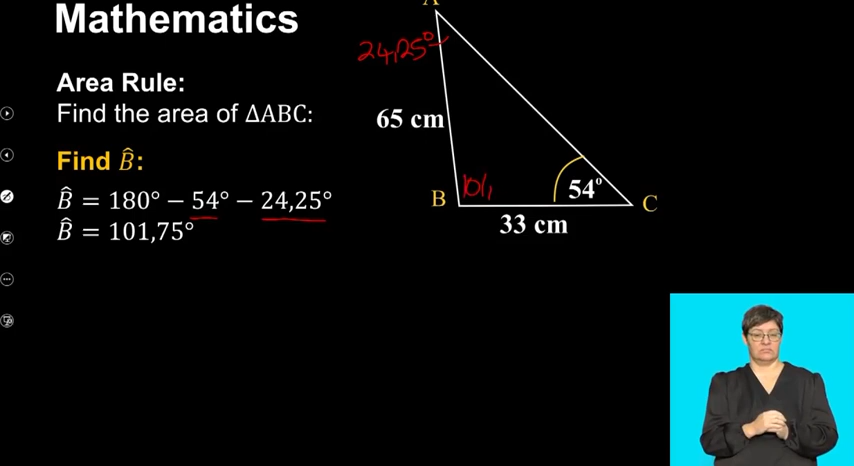 Mathematics
Area Rule:
Find the area of ΔABC:
Find B̂:
B̂ = 180° − 54° − 24,25°
B̂ = 101,75°
A
24,25°
65 cm
B
101,
54°
C
33 cm